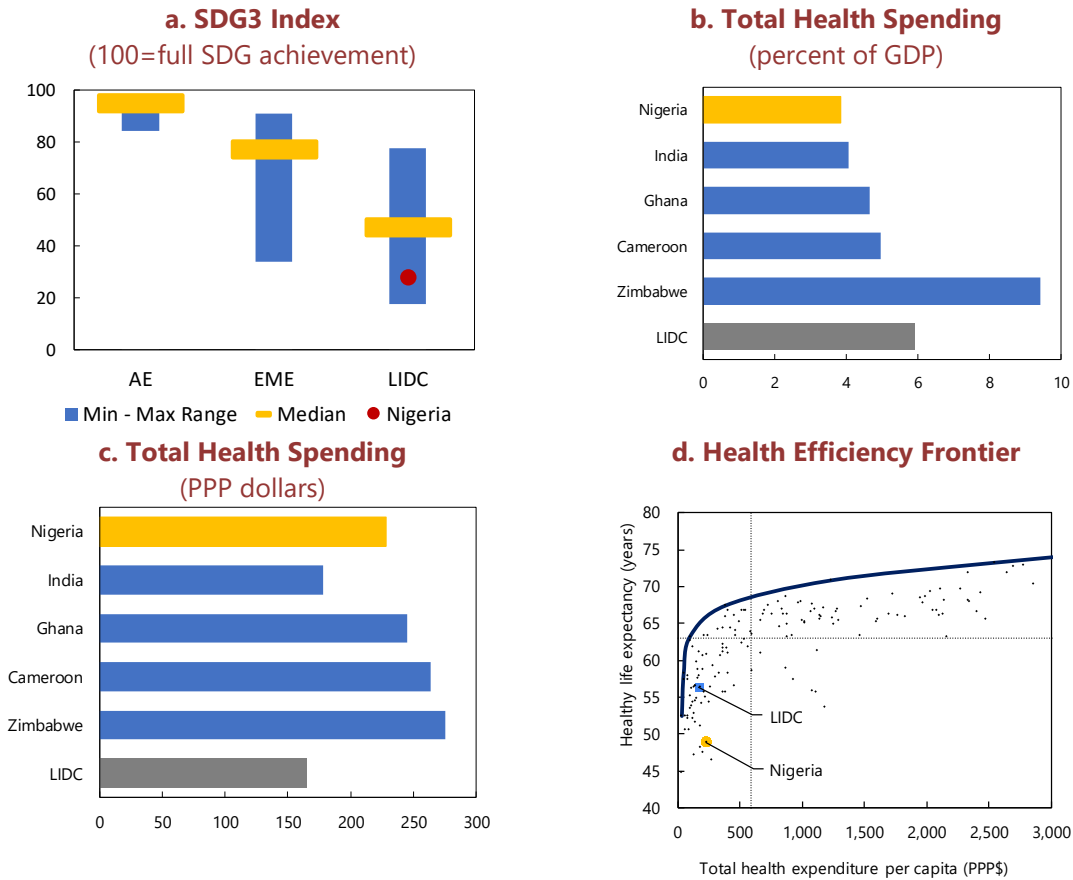 a. SDG3 Index
(100=full SDG achievement)
100
80
60
40
20
0
AE
EME
LIDC
Min - Max Range
Median
Nigeria
b. Total Health Spending
(percent of GDP)
Nigeria
India
Ghana
Cameroon
Zimbabwe
LIDC
0
2
4
6
8
10
c. Total Health Spending
(PPP dollars)
Nigeria
India
Ghana
Cameroon
Zimbabwe
LIDC
0
50
100
150
200
250
300
d. Health Efficiency Frontier
Healthy life expectancy (years)
80
75
70
65
60
55
50
45
40
LIDC
Nigeria
0
500
1,000
1,500
2,000
2,500
3,000
Total health expenditure per capita (PPP$)